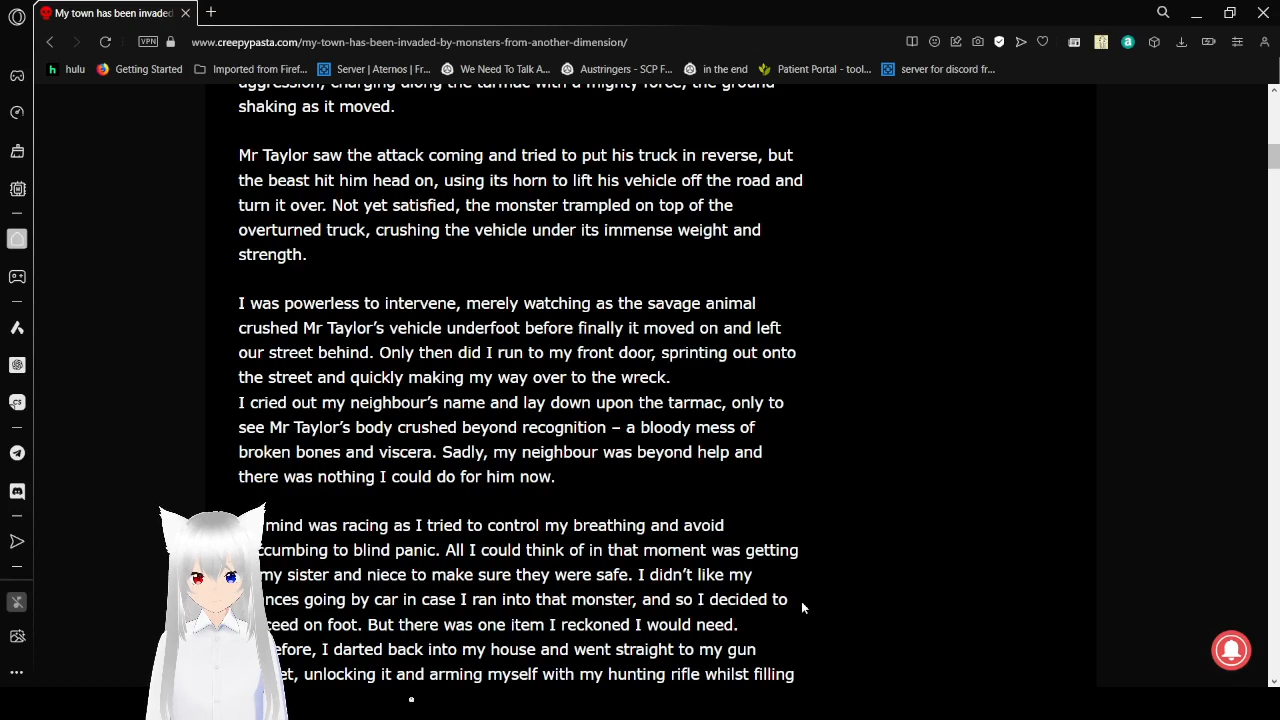 My town has been invaded
VPN
www.creepypasta.com/my-town-has-been-invaded-by-monsters-from-another-dimension/
hulu
Getting Started
Imported from Firef...
Server | Aternos | Fr...
We Need To Talk A...
Austringers - SCP F...
in the end
Patient Portal - tool...
server for discord fr...
aggression, charging along the tarmac with a mighty force, the ground
shaking as it moved.
Mr Taylor saw the attack coming and tried to put his truck in reverse, but
the beast hit him head on, using its horn to lift his vehicle off the road and
turn it over. Not yet satisfied, the monster trampled on top of the
overturned truck, crushing the vehicle under its immense weight and
strength.
I was powerless to intervene, merely watching as the savage animal
crushed Mr Taylor’s vehicle underfoot before finally it moved on and left
our street behind. Only then did I run to my front door, sprinting out onto
the street and quickly making my way over to the wreck.
I cried out my neighbour’s name and lay down upon the tarmac, only to
see Mr Taylor’s body crushed beyond recognition – a bloody mess of
broken bones and viscera. Sadly, my neighbour was beyond help and
there was nothing I could do for him now.
mind was racing as I tried to control my breathing and avoid
ccumbing to blind panic. All I could think of in that moment was getting
my sister and niece to make sure they were safe. I didn’t like my
nces going by car in case I ran into that monster, and so I decided to
ceed on foot. But there was one item I reckoned I would need.
efore, I darted back into my house and went straight to my gun
et, unlocking it and arming myself with my hunting rifle whilst filling